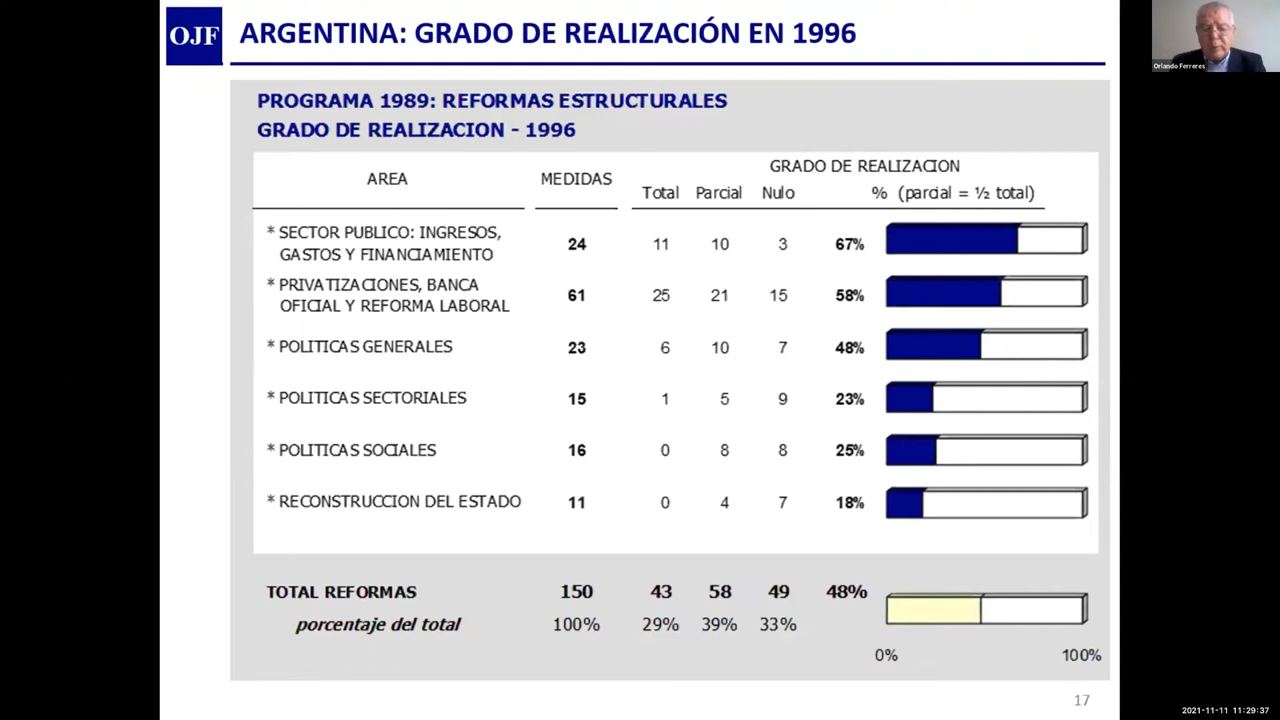 OJF
ARGENTINA: GRADO DE REALIZACIÓN EN 1996
Orlando Ferreres
PROGRAMA 1989: REFORMAS ESTRUCTURALES
GRADO DE REALIZACION - 1996
GRADO DE REALIZACION
AREA MEDIDAS
Total Parcial Nulo % (parcial = ½ total)
* SECTOR PUBLICO: INGRESOS,
GASTOS Y FINANCIAMIENTO 24 11 10 3 67%
* PRIVATIZACIONES, BANCA
OFICIAL Y REFORMA LABORAL 61 25 21 15 58%
* POLITICAS GENERALES 23 6 10 7 48%
* POLITICAS SECTORIALES 15 1 5 9 23%
* POLITICAS SOCIALES 16 0 8 8 25%
* RECONSTRUCCION DEL ESTADO 11 0 4 7 18%
TOTAL REFORMAS 150 43 58 49 48%
porcentaje del total 100% 29% 39% 33%
0% 100%
17
2021-11-11 11:29:37